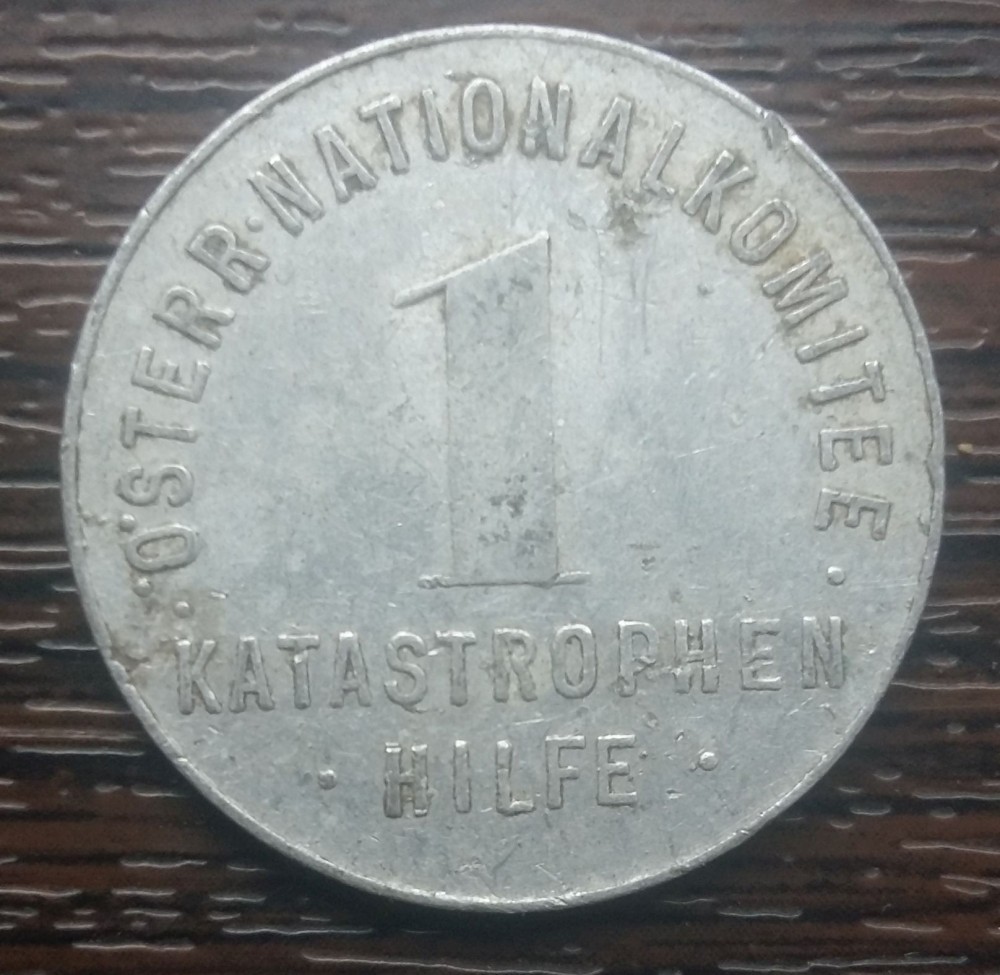 ·ÖSTERR·NATIONALKOMITEE·
1
KATASTROPHEN
· HILFE ·